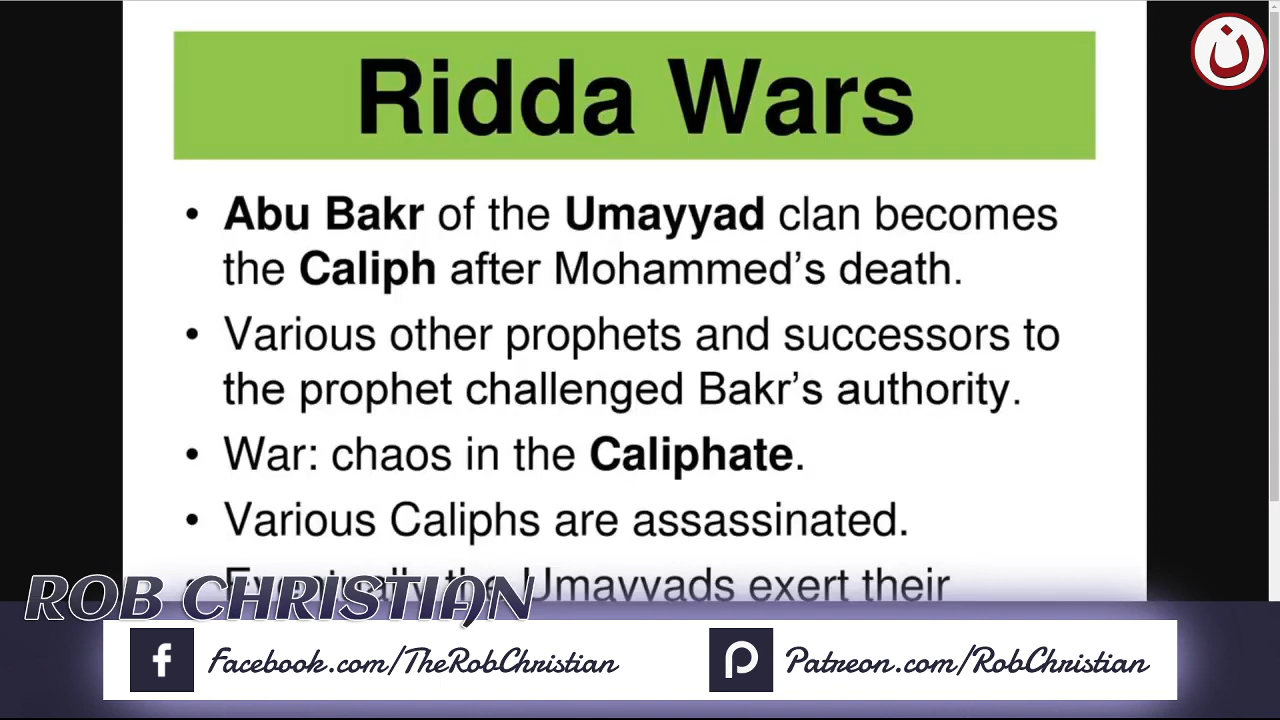 ن
Ridda Wars
• Abu Bakr of the Umayyad clan becomes
the Caliph after Mohammed’s death.
• Various other prophets and successors to
the prophet challenged Bakr’s authority.
• War: chaos in the Caliphate.
• Various Caliphs are assassinated.
• Eventually the Umayyads exert their
ROB CHRISTIAN
Facebook.com/TheRobChristian
Patreon.com/RobChristian